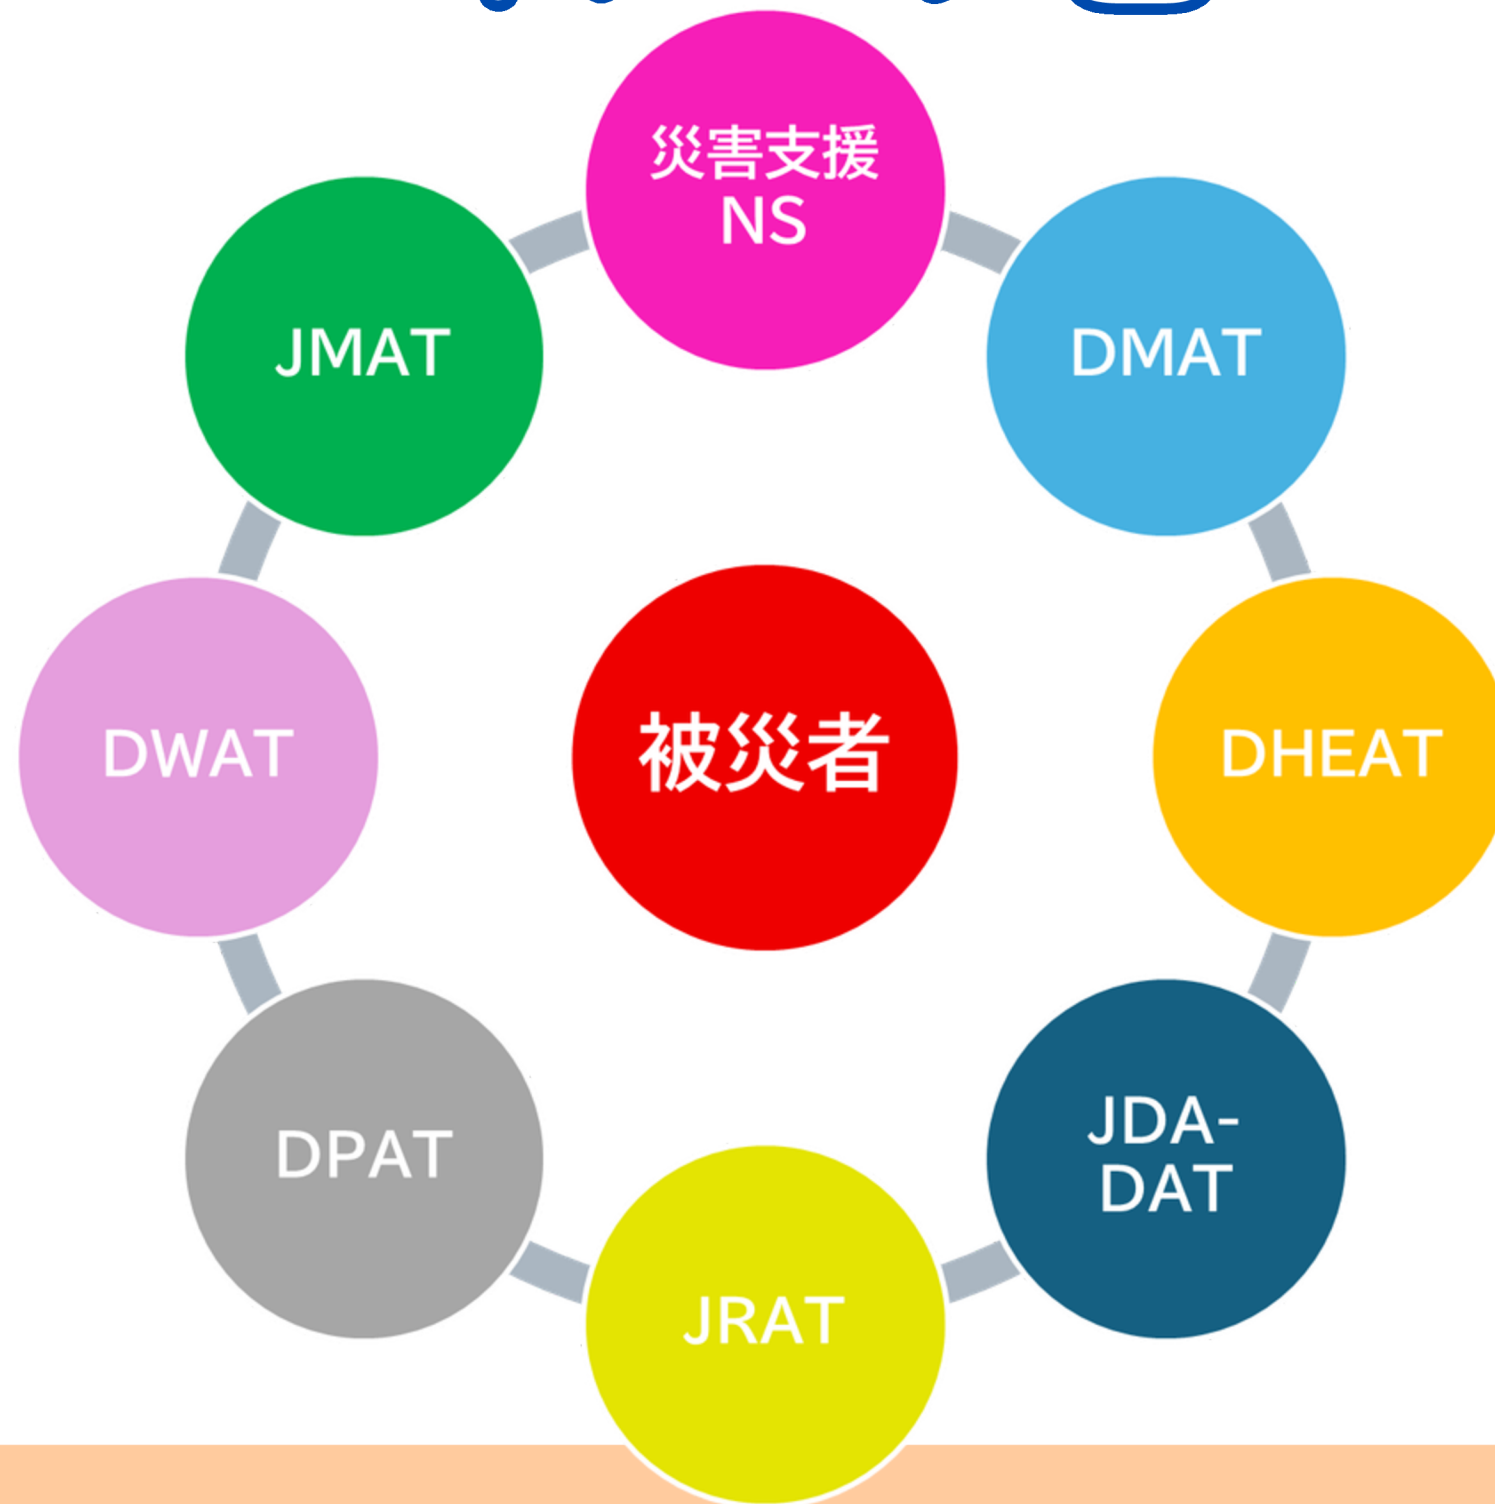 災害支援
NS
JMAT
DMAT
DWAT
被災者
DHEAT
DPAT
JDA-
DAT
JRAT